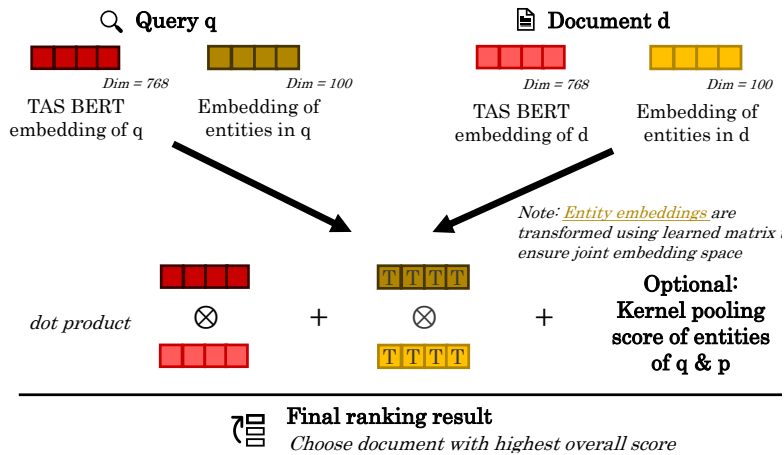 Query q
Document d
Dim = 768
Dim = 100
Dim = 768
Dim = 100
TAS BERT
embedding of q
Embedding of
entities in q
TAS BERT
embedding of d
Embedding of
entities in d
Note: Entity embeddings are
transformed using learned matrix
ensure joint embedding space
T T T T
dot product
+
+
T T T T
Optional:
Kernel pooling
score of entities
of q & p
Final ranking result
Choose document with highest overall score